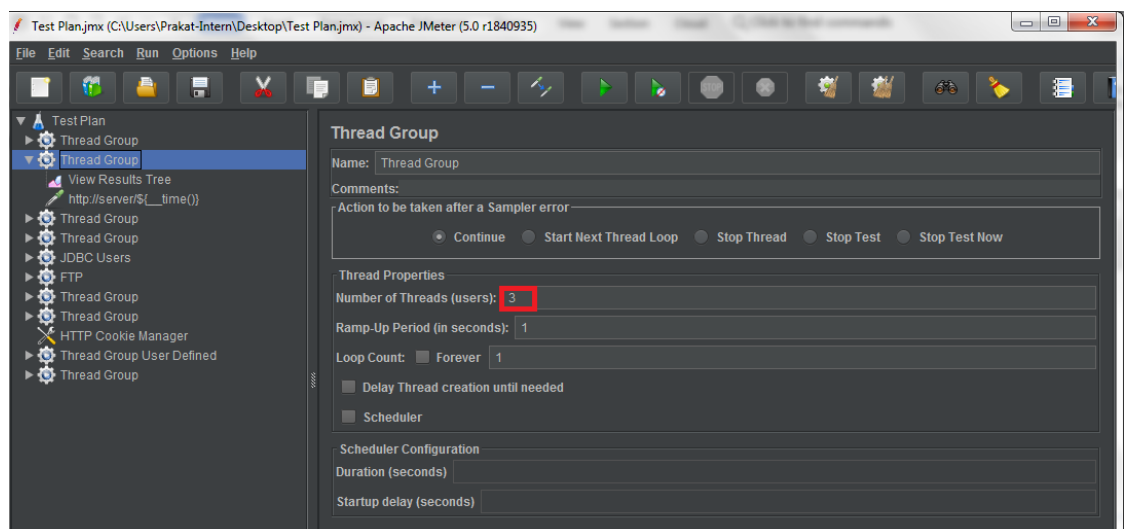 Test Plan.jmx (C:\Users\Prakat-Intern\Desktop\Test Plan.jmx) - Apache JMeter (5.0 r1840935)
File Edit Search Run Options Help
Test Plan
Thread Group
Thread Group
View Results Tree
http://server/${__time()}
Thread Group
Thread Group
JDBC Users
FTP
Thread Group
Thread Group
HTTP Cookie Manager
Thread Group User Defined
Thread Group
Thread Group
Name: Thread Group
Comments:
Action to be taken after a Sampler error
Continue Start Next Thread Loop Stop Thread Stop Test Stop Test Now
Thread Properties
Number of Threads (users): 3
Ramp-Up Period (in seconds): 1
Loop Count: Forever 1
Delay Thread creation until needed
Scheduler
Scheduler Configuration
Duration (seconds)
Startup delay (seconds)